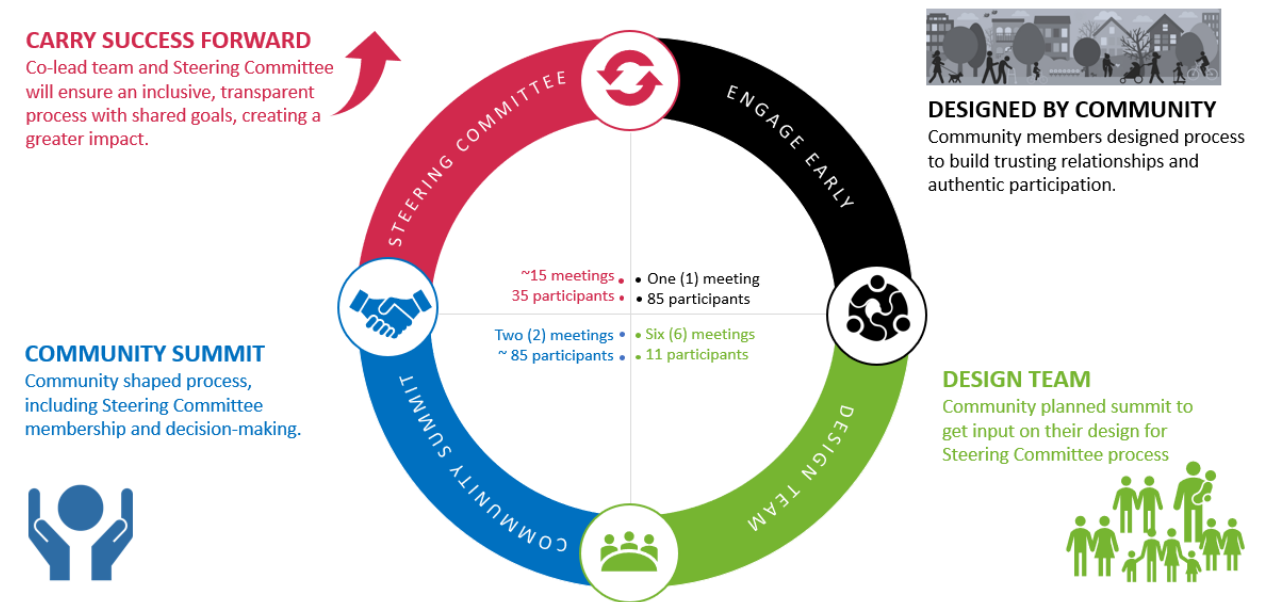 CARRY SUCCESS FORWARD
Co-lead team and Steering Committee
will ensure an inclusive, transparent
process with shared goals, creating a
greater impact.
STEERING COMMITTEE
ENGAGE EARLY
DESIGNED BY COMMUNITY
Community members designed process
to build trusting relationships and
authentic participation.
~15 meetings •
35 participants •
• One (1) meeting
• 85 participants
Two (2) meetings •
~ 85 participants •
• Six (6) meetings
• 11 participants
COMMUNITY SUMMIT
Community shaped process,
including Steering Committee
membership and decision-making.
COMMUNITY SUMMIT
DESIGN TEAM
DESIGN TEAM
Community planned summit to
get input on their design for
Steering Committee process